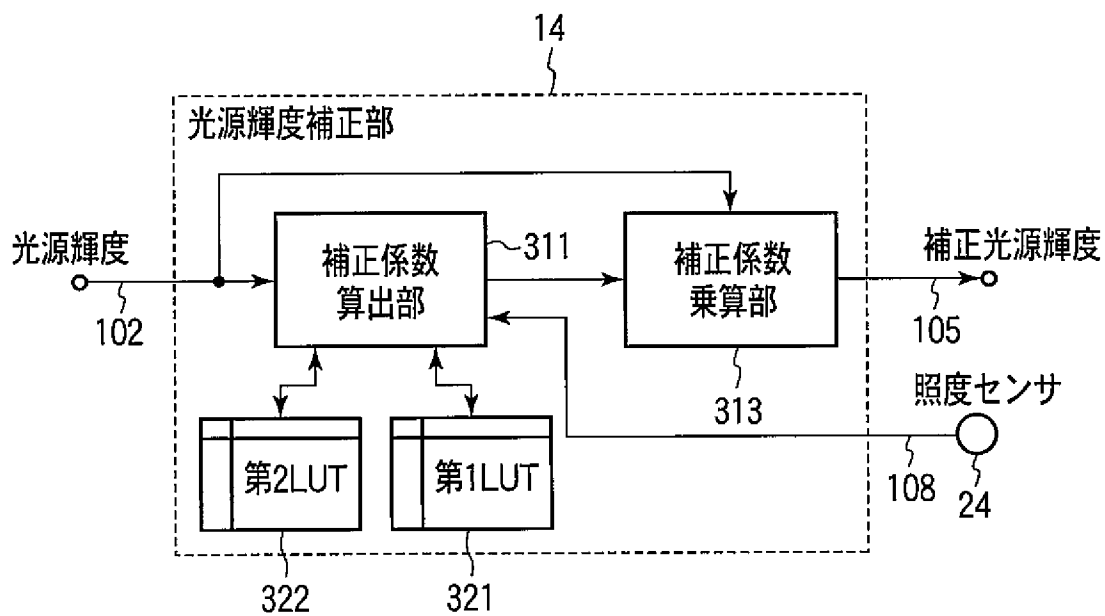 14
光源輝度補正部
光源輝度
102
補正係数
算出部
311
補正係数
乗算部
313
補正光源輝度
105
照度センサ
108
24
第2LUT
第1LUT
322
321